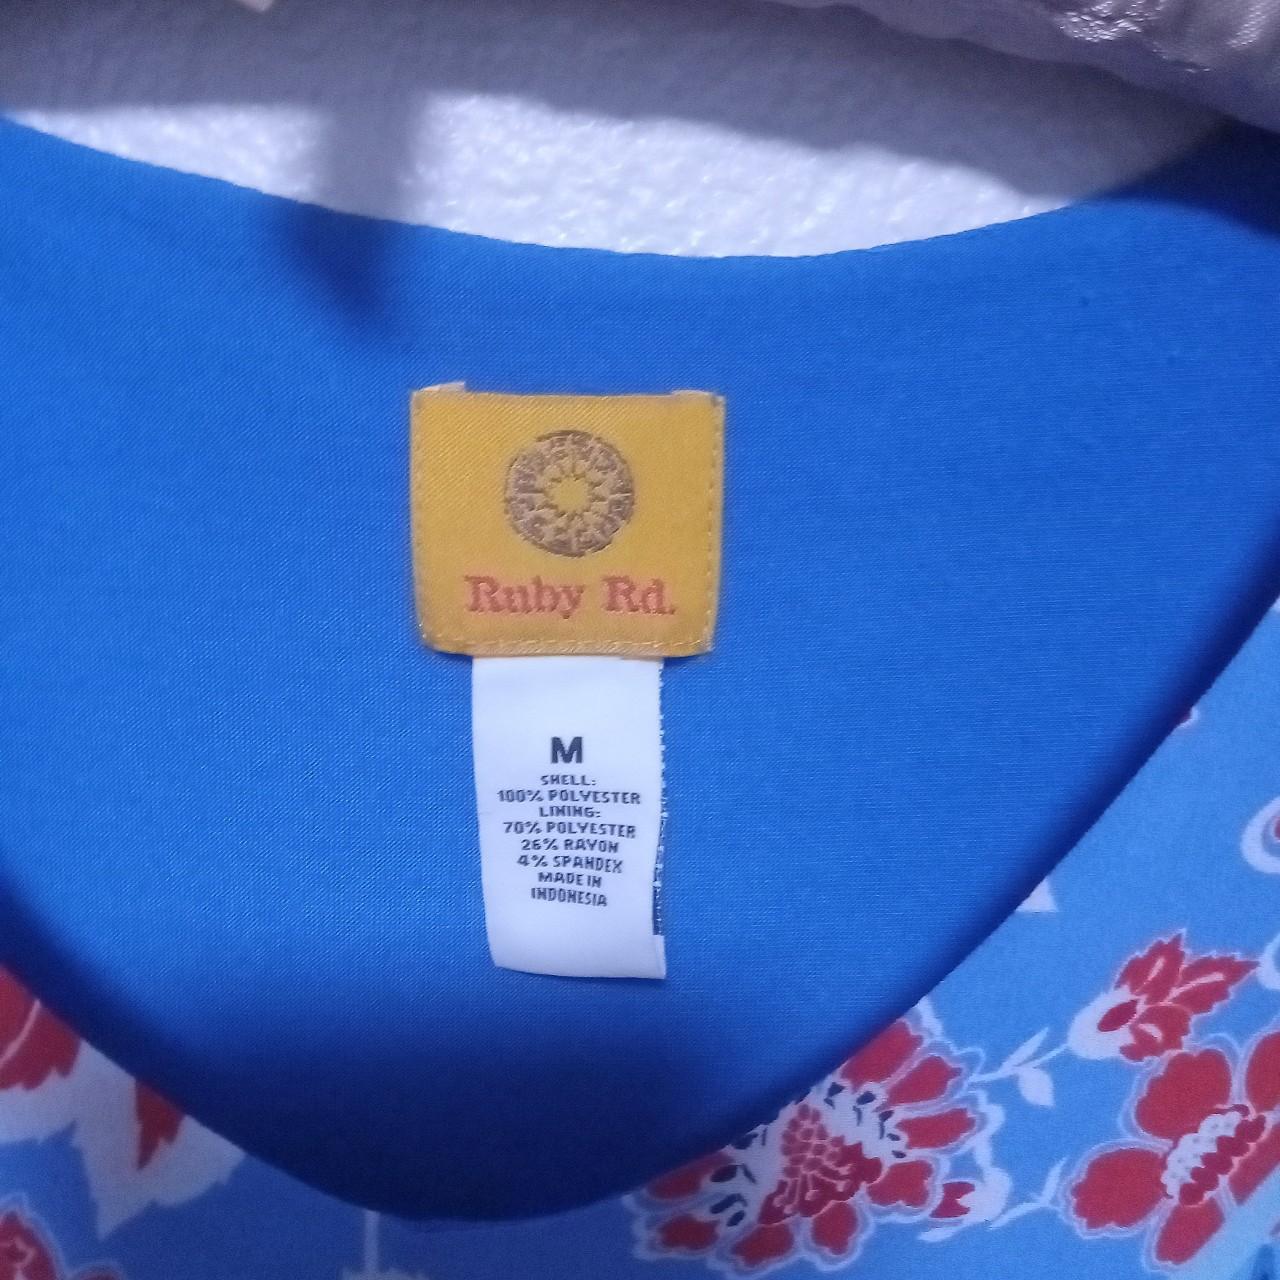 Ruby Rd.
M
SHELL:
100% POLYESTER
LINING:
70% POLYESTER
26% RAYON
4% SPANDEX
MADE IN
INDONESIA